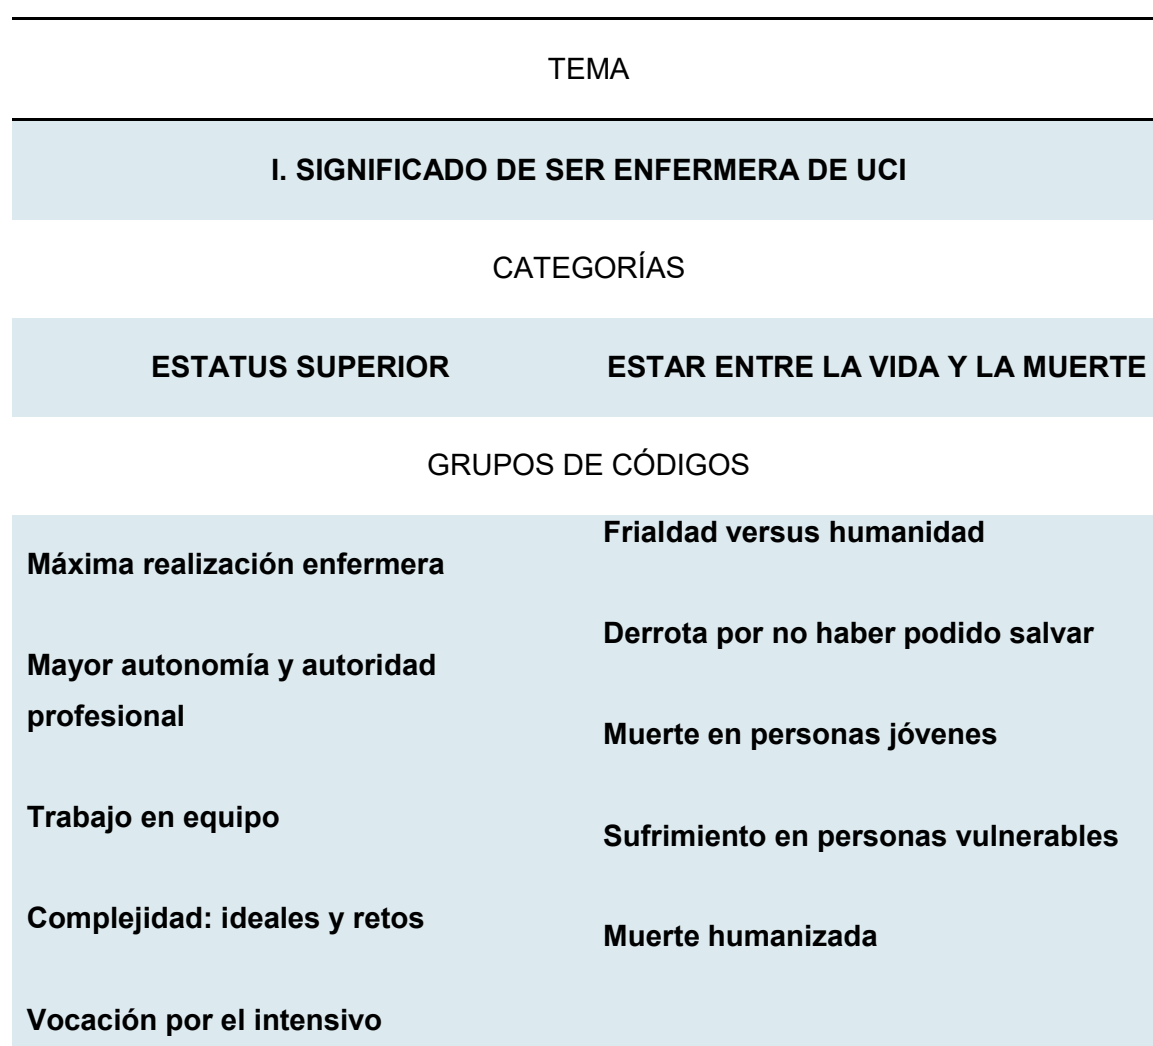 TEMA
I. SIGNIFICADO DE SER ENFERMERA DE UCI
CATEGORÍAS
ESTATUS SUPERIOR
ESTAR ENTRE LA VIDA Y LA MUERTE
GRUPOS DE CÓDIGOS
Máxima realización enfermera
Mayor autonomía y autoridad
profesional
Trabajo en equipo
Complejidad: ideales y retos
Vocación por el intensivo
Frialdad versus humanidad
Derrota por no haber podido salvar
Muerte en personas jóvenes
Sufrimiento en personas vulnerables
Muerte humanizada